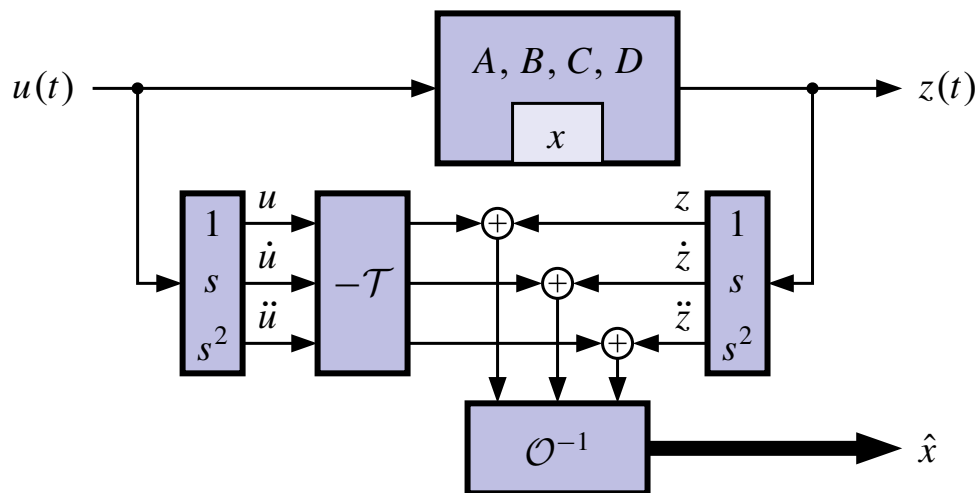 A, B, C, D
u(t)
z(t)
x
u
z
1
1
u̇
ż
s
−𝒯
s
ü
z̈
s²
s²
+
+
+
𝒪⁻¹
x̂